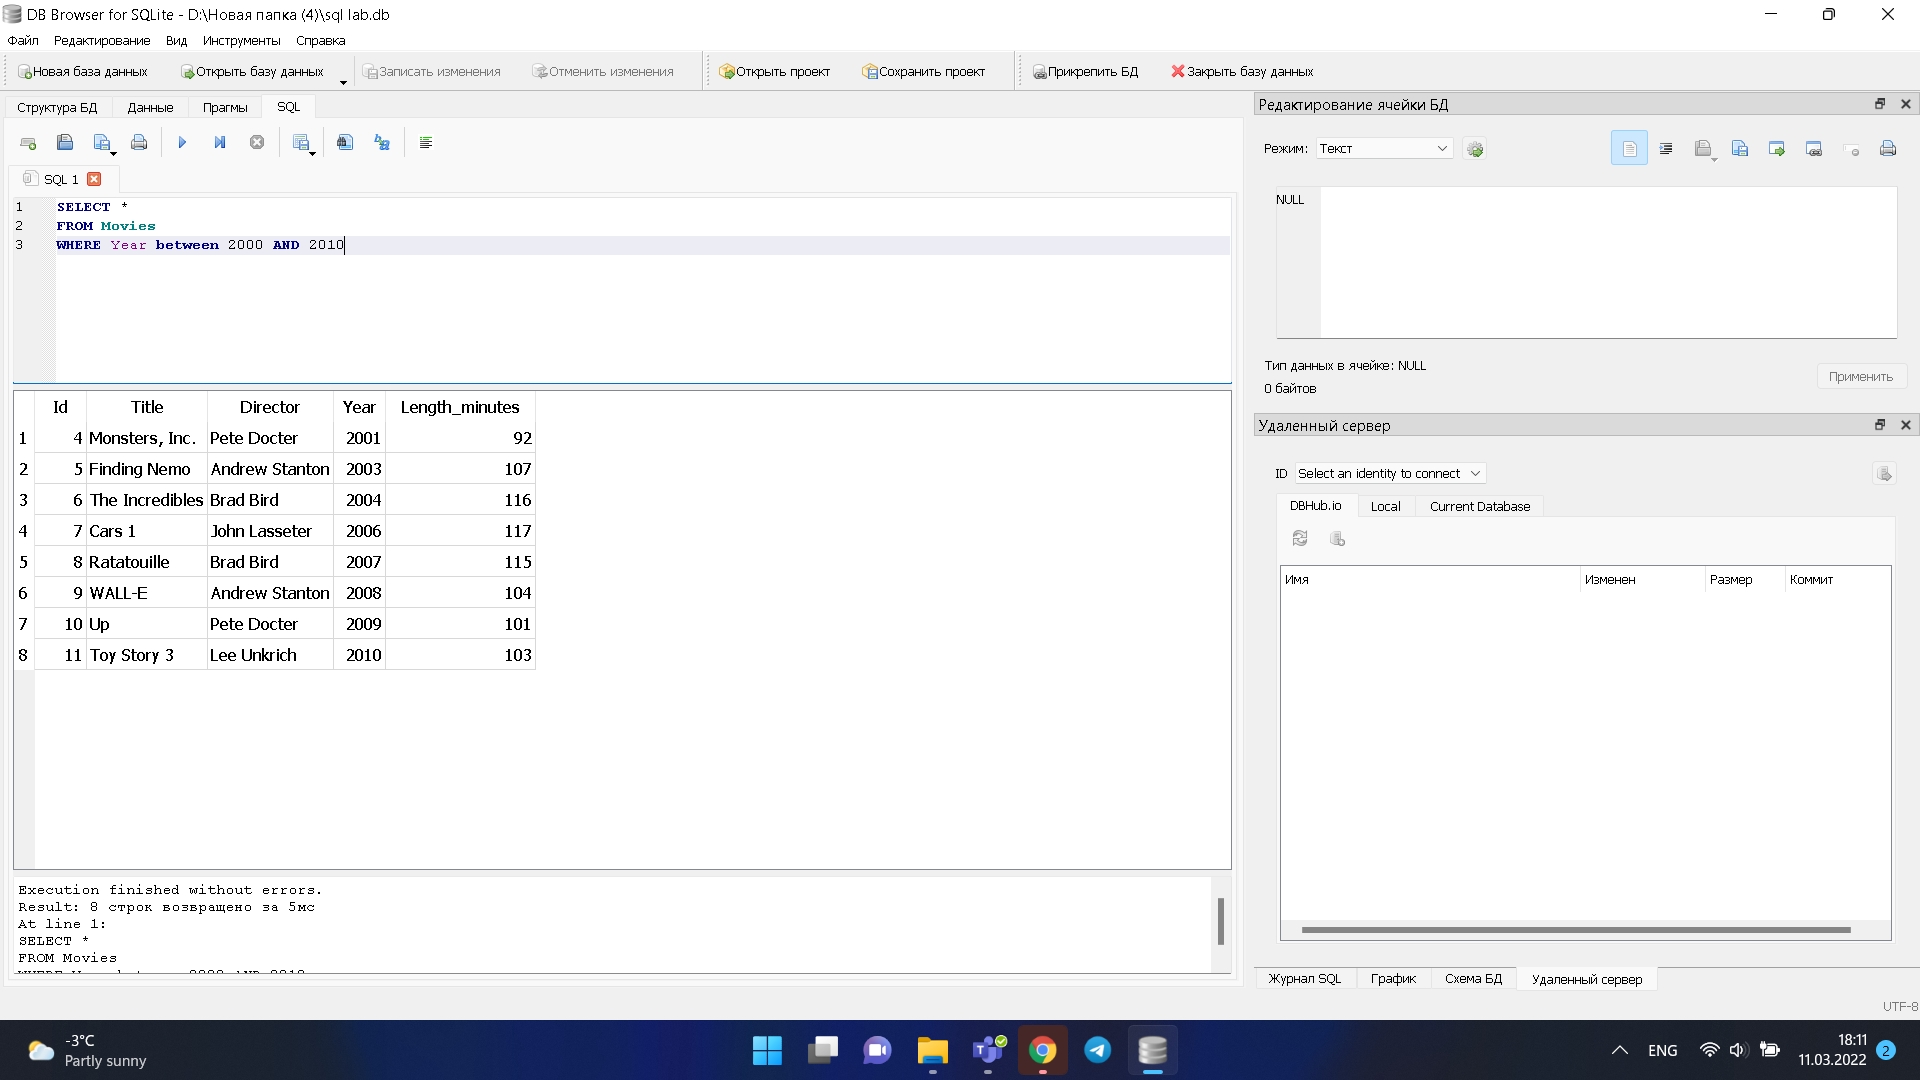 DB Browser for SQLite - D:\Новая папка (4)\sql lab.db
Файл Редактирование Вид Инструменты Справка
Новая база данных Открыть базу данных Записать изменения Отменить изменения Открыть проект Сохранить проект Прикрепить БД Закрыть базу данных
Структура БД Данные Прагмы SQL
SQL 1
1 SELECT *
2 FROM Movies
3 WHERE Year between 2000 AND 2010
Id Title Director Year Length_minutes
1 4 Monsters, Inc. Pete Docter 2001 92
2 5 Finding Nemo Andrew Stanton 2003 107
3 6 The Incredibles Brad Bird 2004 116
4 7 Cars 1 John Lasseter 2006 117
5 8 Ratatouille Brad Bird 2007 115
6 9 WALL-E Andrew Stanton 2008 104
7 10 Up Pete Docter 2009 101
8 11 Toy Story 3 Lee Unkrich 2010 103
Execution finished without errors.
Result: 8 строк возвращено за 5мс
At line 1:
SELECT *
FROM Movies
Редактирование ячейки БД
Режим: Текст
NULL
Тип данных в ячейке: NULL
0 байтов
Применить
Удаленный сервер
ID Select an identity to connect
DBHub.io Local Current Database
Имя Изменен Размер Коммит
Журнал SQL График Схема БД Удаленный сервер
UTF-8
-3°C
Partly sunny
ENG
18:11
11.03.2022
2